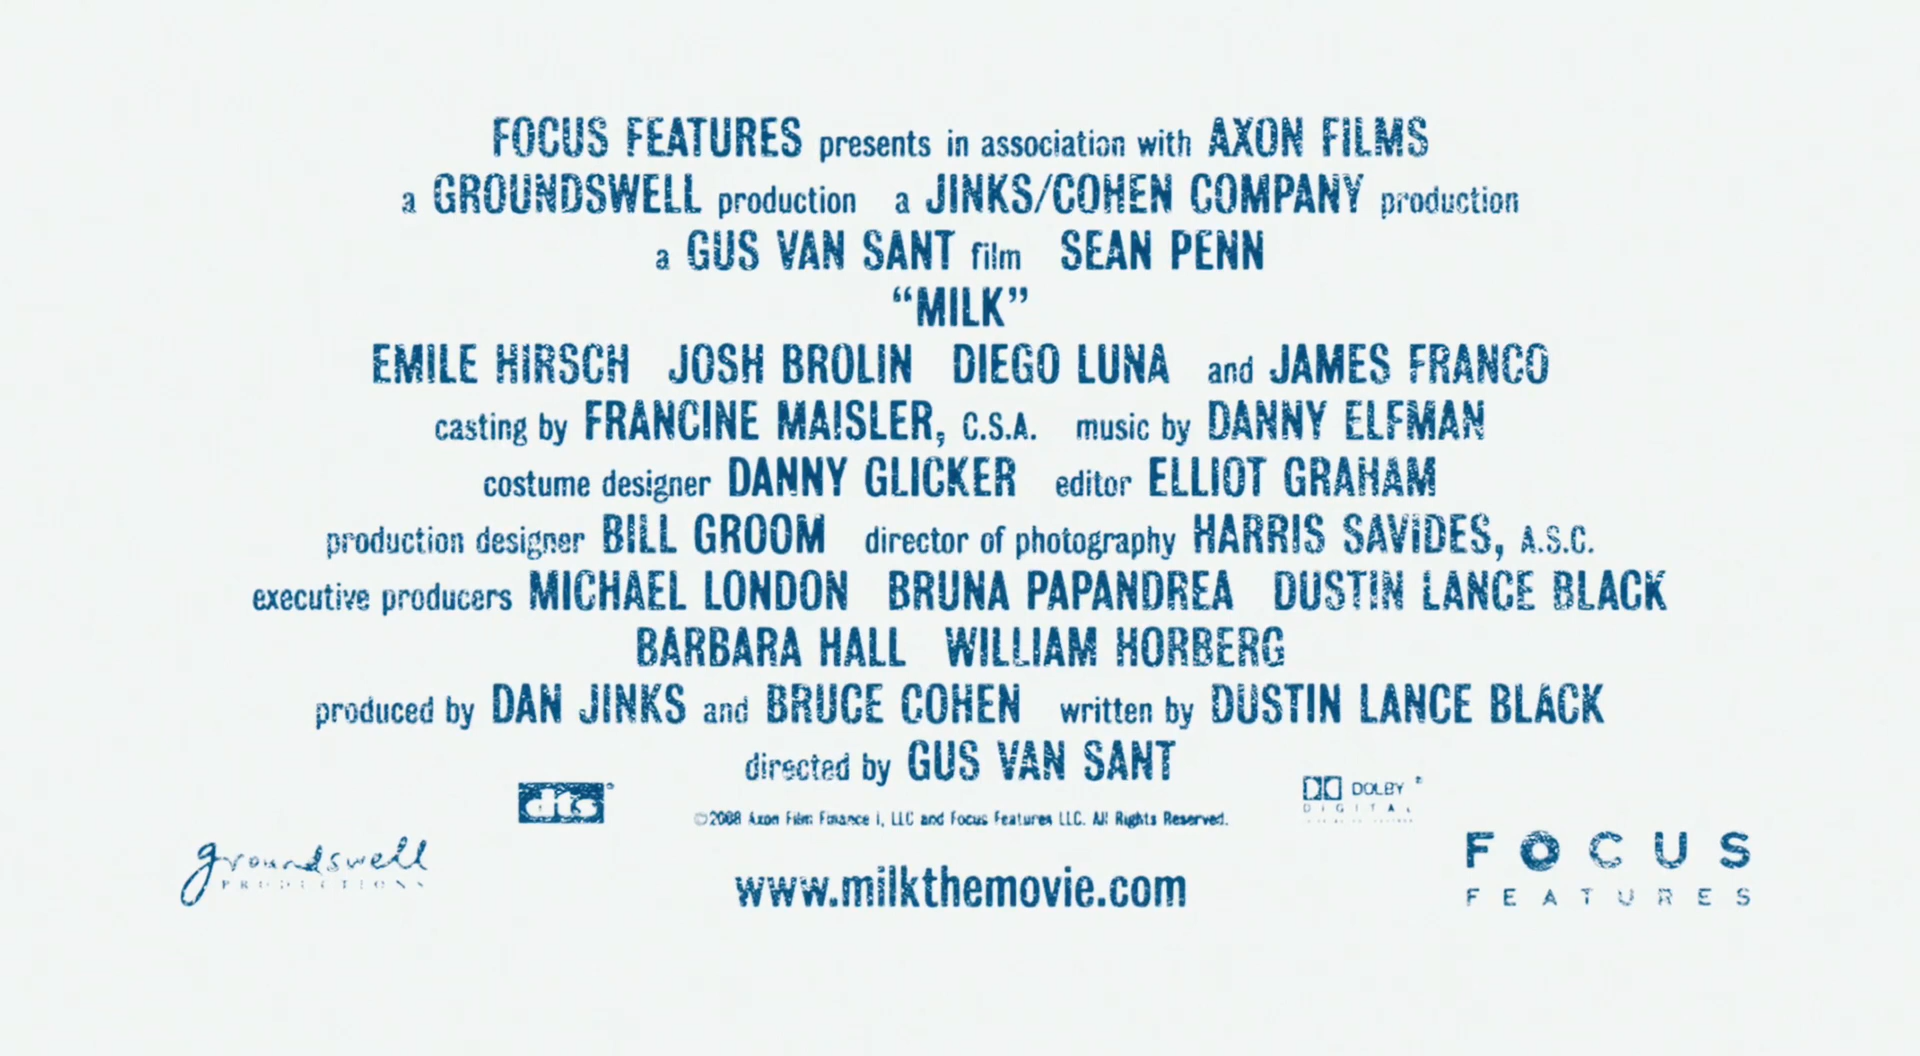 FOCUS FEATURES presents in association with AXON FILMS
a GROUNDSWELL production a JINKS/COHEN COMPANY production
a GUS VAN SANT film SEAN PENN
“MILK”
EMILE HIRSCH JOSH BROLIN DIEGO LUNA and JAMES FRANCO
casting by FRANCINE MAISLER, C.S.A. music by DANNY ELFMAN
costume designer DANNY GLICKER editor ELLIOT GRAHAM
production designer BILL GROOM director of photography HARRIS SAVIDES, A.S.C.
executive producers MICHAEL LONDON BRUNA PAPANDREA DUSTIN LANCE BLACK
BARBARA HALL WILLIAM HORBERG
produced by DAN JINKS and BRUCE COHEN written by DUSTIN LANCE BLACK
directed by GUS VAN SANT
dts
DOLBY
DIGITAL
©2008 Axon Film Finance I, LLC and Focus Features LLC. All Rights Reserved.
groundswell
PRODUCTIONS
www.milkthemovie.com
FOCUS
FEATURES